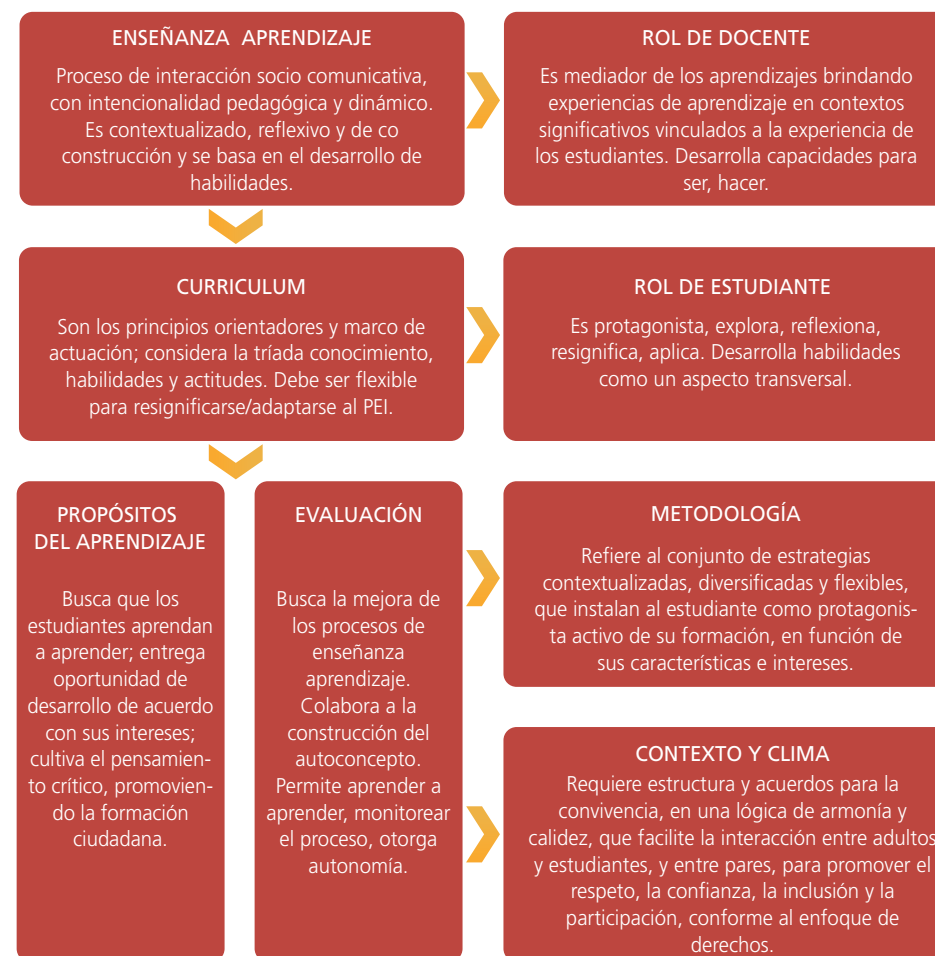 ENSEÑANZA APRENDIZAJE
Proceso de interacción socio comunicativa,
con intencionalidad pedagógica y dinámico.
Es contextualizado, reflexivo y de co
construcción y se basa en el desarrollo de
habilidades.
ROL DE DOCENTE
Es mediador de los aprendizajes brindando
experiencias de aprendizaje en contextos
significativos vinculados a la experiencia de
los estudiantes. Desarrolla capacidades para
ser, hacer.
CURRICULUM
Son los principios orientadores y marco de
actuación; considera la tríada conocimiento,
habilidades y actitudes. Debe ser flexible
para resignificarse/adaptarse al PEI.
ROL DE ESTUDIANTE
Es protagonista, explora, reflexiona,
resignifica, aplica. Desarrolla habilidades
como un aspecto transversal.
PROPÓSITOS
DEL APRENDIZAJE
Busca que los
estudiantes aprendan
a aprender; entrega
oportunidad de
desarrollo de acuerdo
con sus intereses;
cultiva el pensamien-
to crítico, promovien-
do la formación
ciudadana.
EVALUACIÓN
Busca la mejora de
los procesos de
enseñanza
aprendizaje.
Colabora a la
construcción del
autoconcepto.
Permite aprender a
aprender, monitorear
el proceso, otorga
autonomía.
METODOLOGÍA
Refiere al conjunto de estrategias
contextualizadas, diversificadas y flexibles,
que instalan al estudiante como protagonis-
ta activo de su formación, en función de
sus características e intereses.
CONTEXTO Y CLIMA
Requiere estructura y acuerdos para la
convivencia, en una lógica de armonía y
calidez, que facilite la interacción entre adultos
y estudiantes, y entre pares, para promover el
respeto, la confianza, la inclusión y la
participación, conforme al enfoque de
derechos.